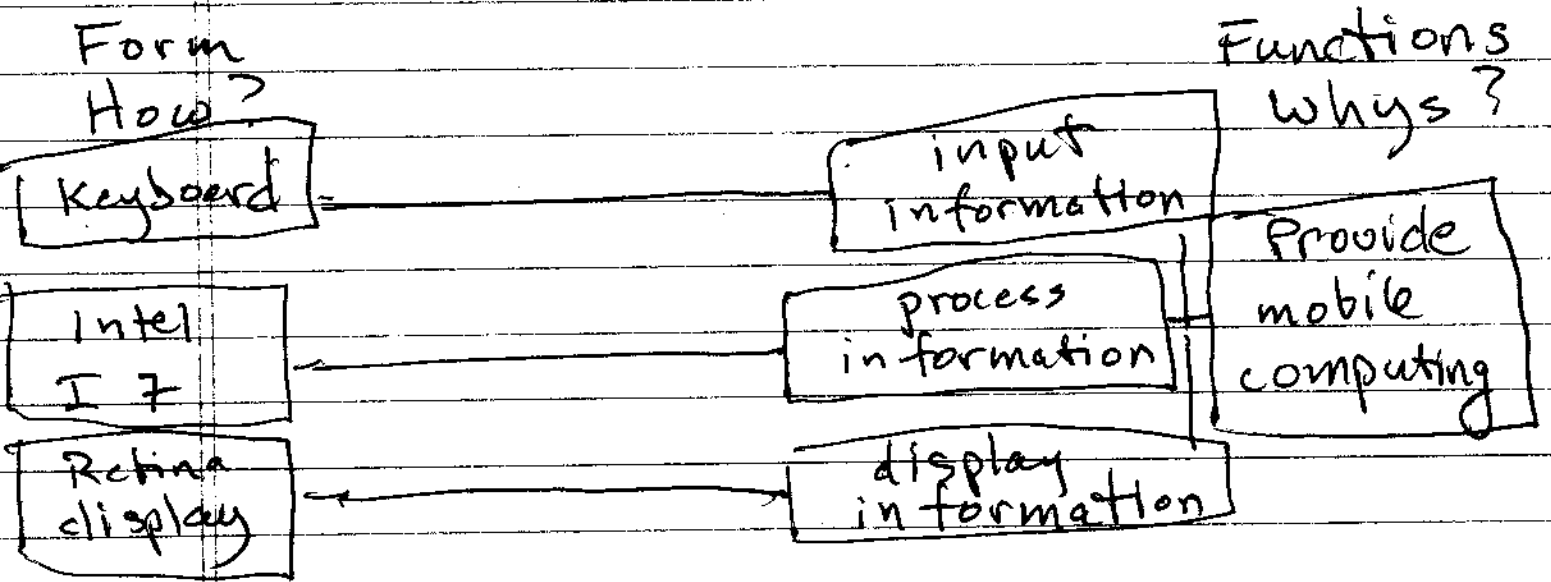 Form
How?
Functions
Whys?
Keyboard
input
information
Intel
I 7
process
information
Provide
mobile
computing
Retina
display
display
information